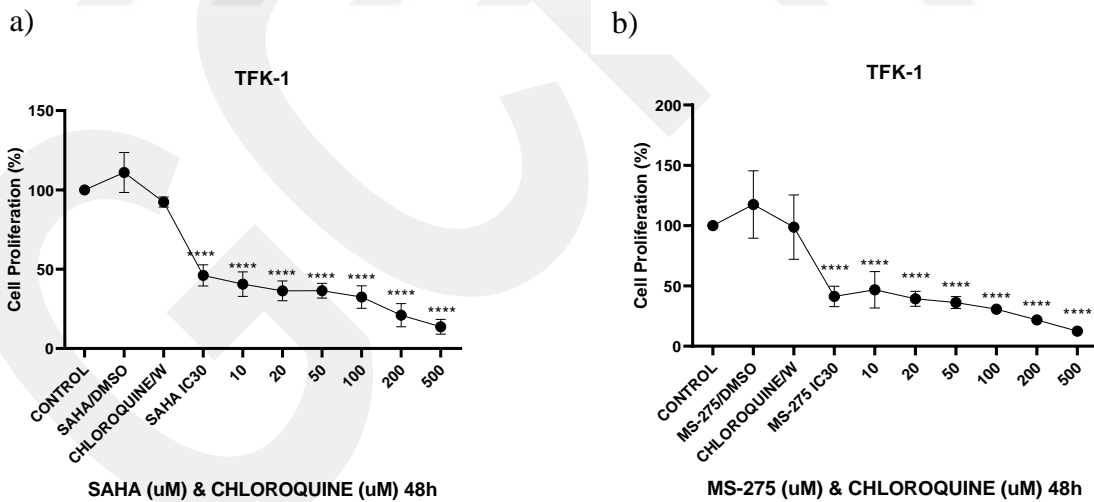 a)
TFK-1
Cell Proliferation (%)
150
100
50
0
****
****
****
****
****
****
****
CONTROL
SAHA/DMSO
CHLOROQUINE/W
SAHA IC30
10
20
50
100
200
500
SAHA (uM) & CHLOROQUINE (uM) 48h
b)
TFK-1
Cell Proliferation (%)
200
150
100
50
0
****
****
****
****
****
****
****
CONTROL
MS-275/DMSO
CHLOROQUINE/W
MS-275 IC30
10
20
50
100
200
500
MS-275 (uM) & CHLOROQUINE (uM) 48h